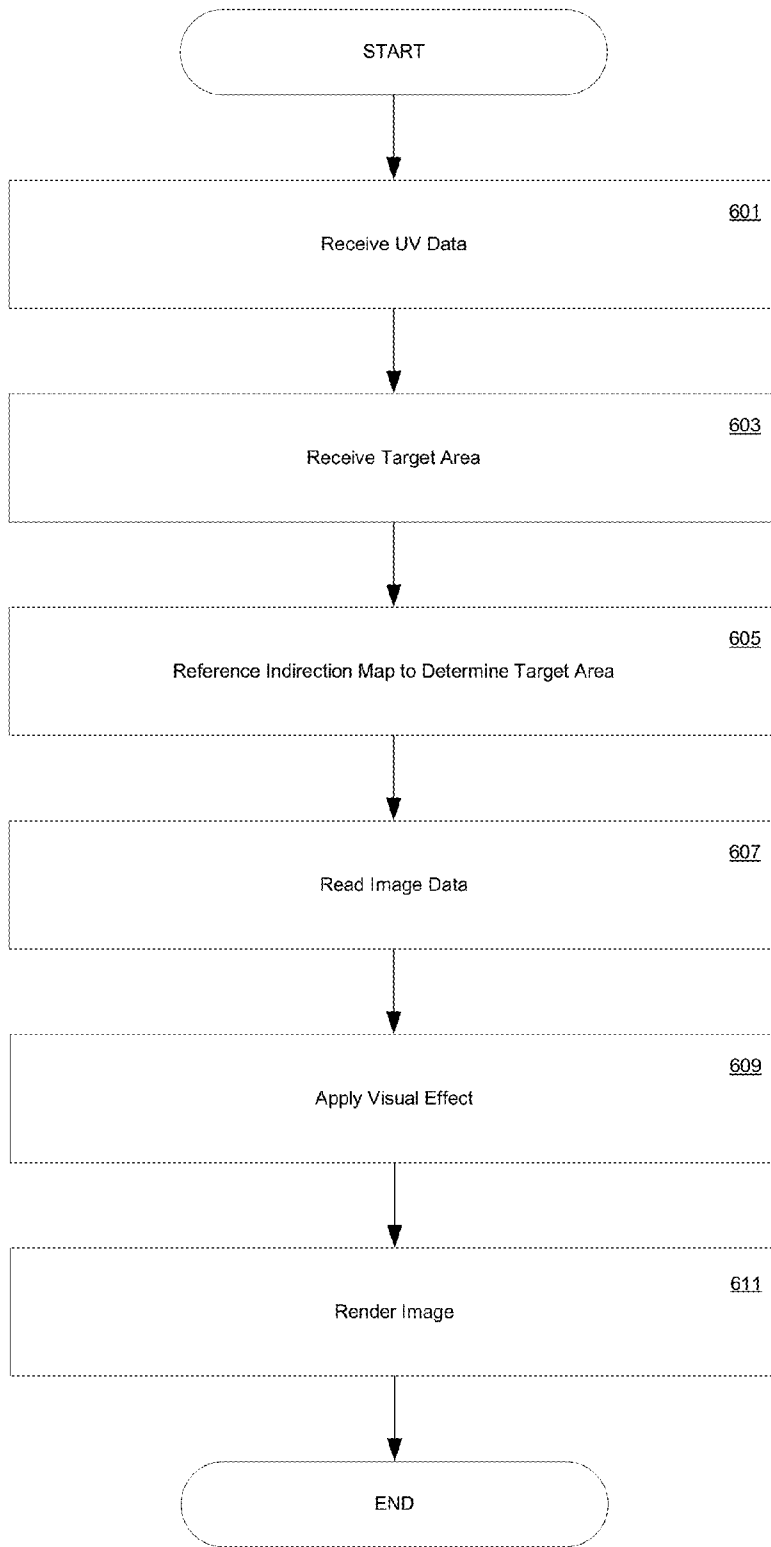 START
601
Receive UV Data
603
Receive Target Area
605
Reference Indirection Map to Determine Target Area
607
Read Image Data
609
Apply Visual Effect
611
Render Image
END